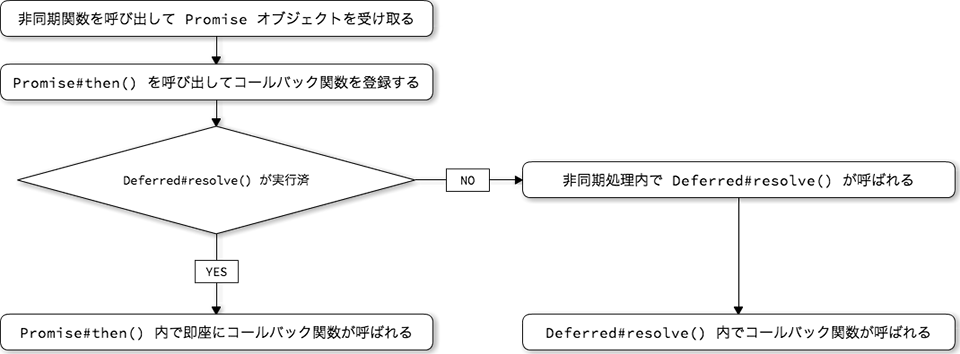 非同期関数を呼び出して Promise オブジェクトを受け取る
Promise#then() を呼び出してコールバック関数を登録する
Deferred#resolve() が実行済
NO
非同期処理内で Deferred#resolve() が呼ばれる
YES
Promise#then() 内で即座にコールバック関数が呼ばれる
Deferred#resolve() 内でコールバック関数が呼ばれる